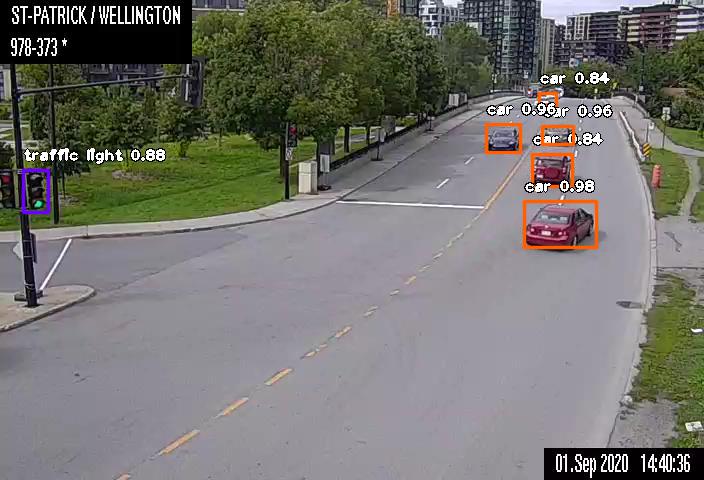 ST-PATRICK / WELLINGTON
978-373 *
car 0.84
car 0.96
car 0.96
car 0.84
traffic light 0.88
car 0.98
01.Sep 2020 14:40:36